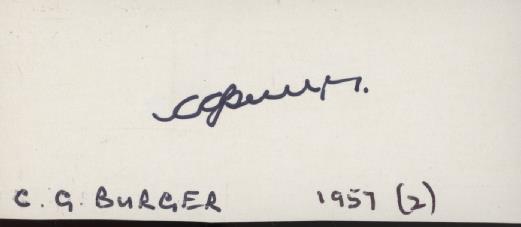 C. G. BURGER 1957 (2)